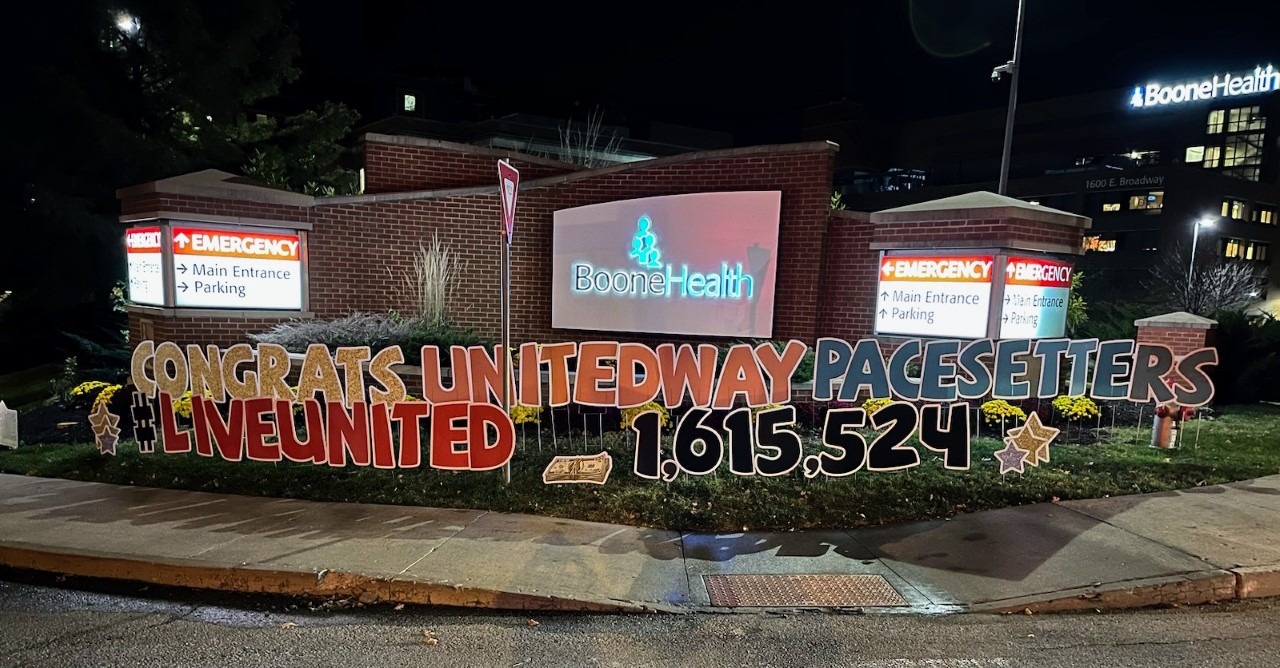 BooneHealth
1600 E. Broadway
EMERGENCY
↑ EMERGENCY
→ Main Entrance
→ Parking
BooneHealth
← EMERGENCY
↑ Main Entrance
↑ Parking
↑ EMERGENCY
→ Main Entrance
→ Parking
CONGRATS UNITEDWAY PACESETTERS
#LIVEUNITED 1,615,524